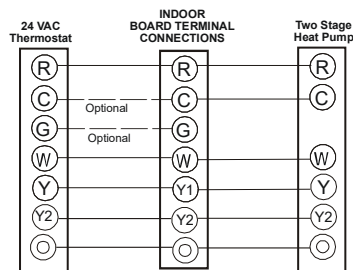 24 VAC
Thermostat
INDOOR
BOARD TERMINAL
CONNECTIONS
Two Stage
Heat Pump
R R R
C Optional C C
G Optional G
W W W
Y Y1 Y
Y2 Y2 Y2
O O O